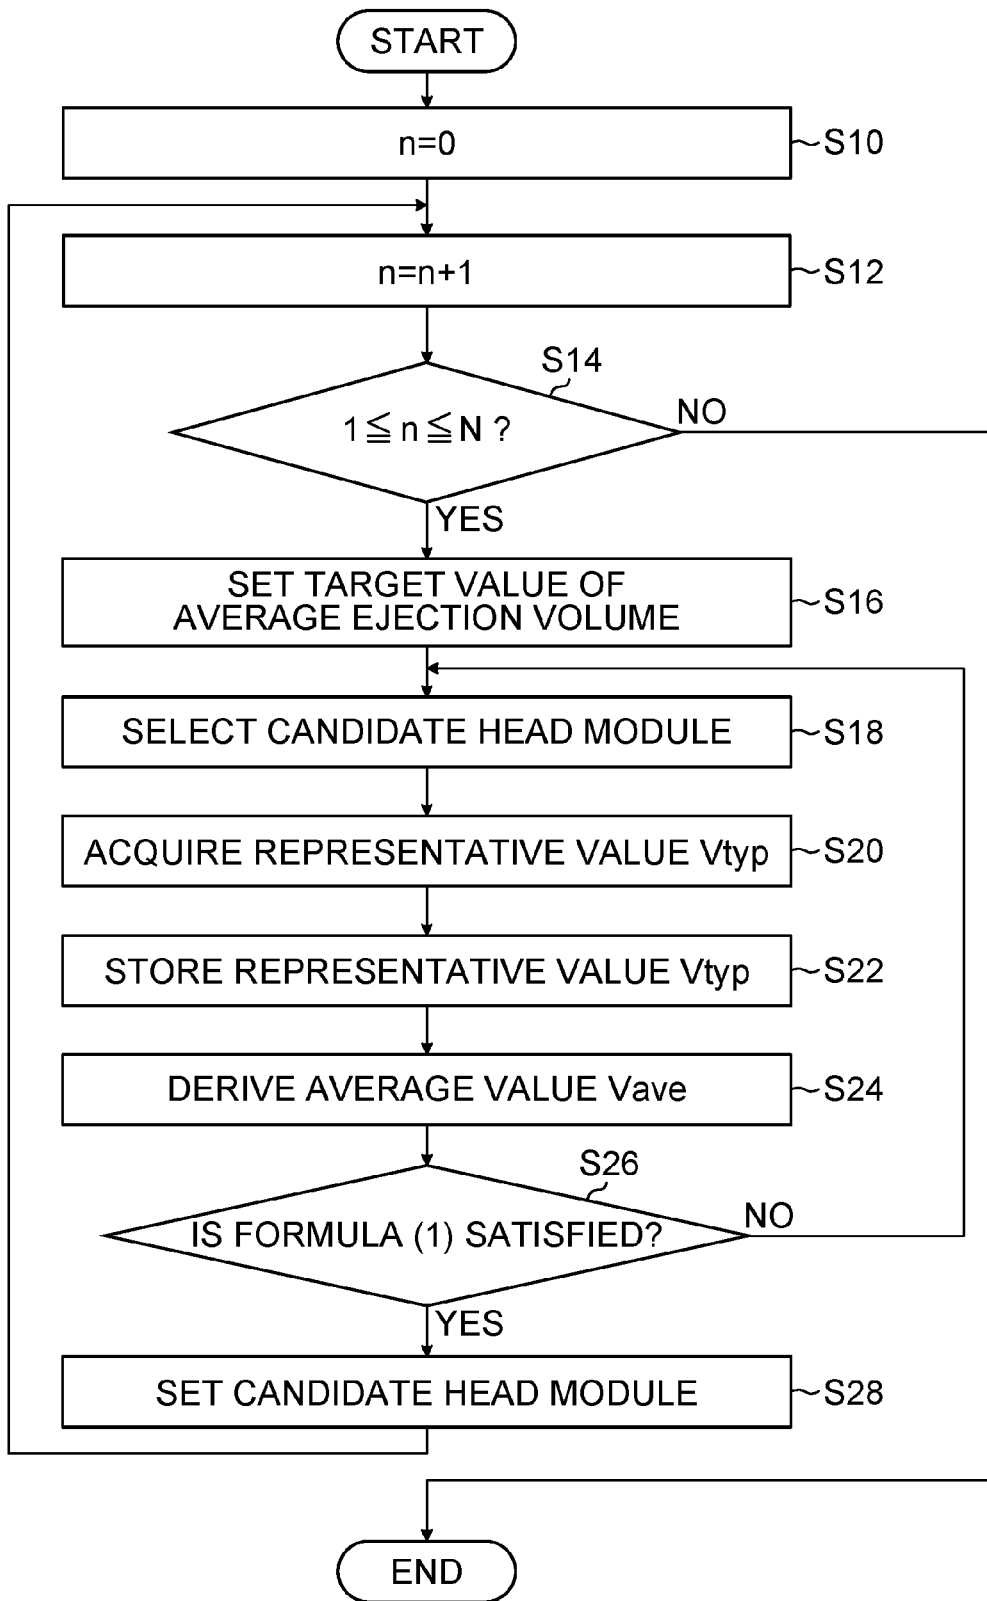 START
n=0
S10
n=n+1
S12
S14
1≦n≦N ?
NO
YES
SET TARGET VALUE OF
AVERAGE EJECTION VOLUME
S16
SELECT CANDIDATE HEAD MODULE
S18
ACQUIRE REPRESENTATIVE VALUE Vtyp
S20
STORE REPRESENTATIVE VALUE Vtyp
S22
DERIVE AVERAGE VALUE Vave
S24
S26
IS FORMULA (1) SATISFIED?
NO
YES
SET CANDIDATE HEAD MODULE
S28
END